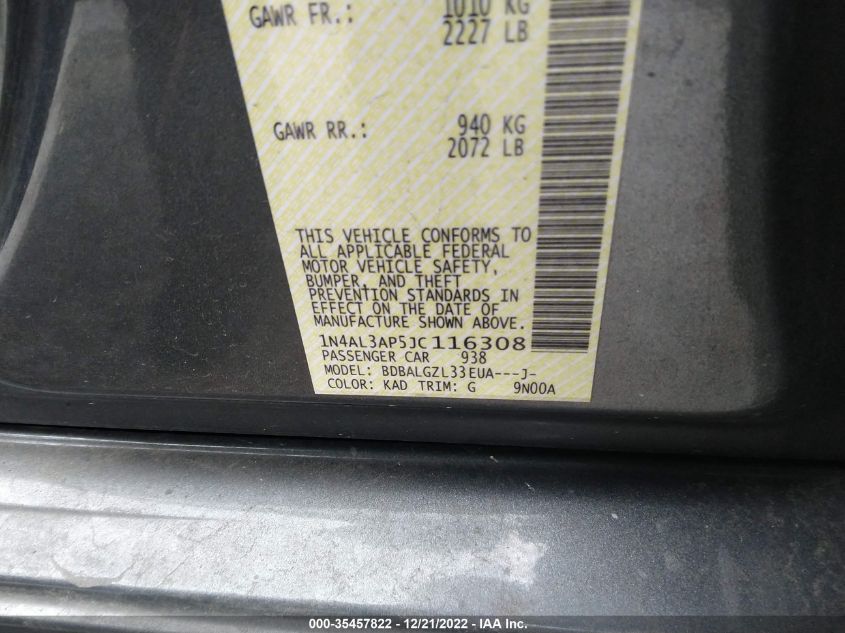 GAWR FR.: 1010 KG
2227 LB
GAWR RR.: 940 KG
2072 LB
THIS VEHICLE CONFORMS TO
ALL APPLICABLE FEDERAL
MOTOR VEHICLE SAFETY,
BUMPER, AND THEFT
PREVENTION STANDARDS IN
EFFECT ON THE DATE OF
MANUFACTURE SHOWN ABOVE.
1N4AL3AP5JC116308
PASSENGER CAR 938
MODEL: BDBALGZL33EUA---J-
COLOR: KAD TRIM: G 9N00A
000-35457822 - 12/21/2022 - IAA Inc.